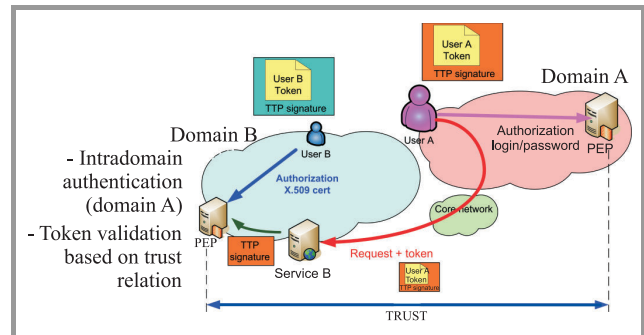 User A
Token
TTP signature
User B
Token
TTP signature
Domain A
User A
Authorization
login/password
PEP
Domain B
User B
- Intradomain
authentication
(domain A)
- Token validation
based on trust
relation
Authorization
X.509 cert
Core network
PEP
TTP
signature
Service B
Request + token
User A
Token
TTP signature
TRUST